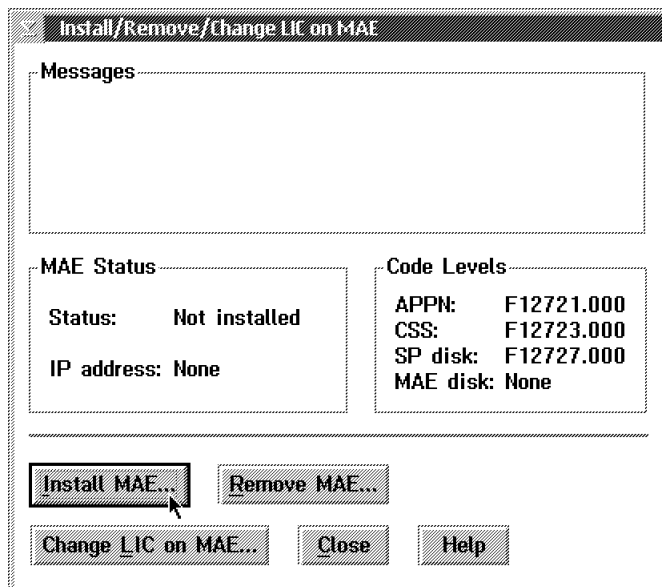 Install/Remove/Change LIC on MAE
Messages
MAE Status
Status: Not installed
IP address: None
Code Levels
APPN: F12721.000
CSS: F12723.000
SP disk: F12727.000
MAE disk: None
Install MAE...
Remove MAE...
Change LIC on MAE...
Close
Help